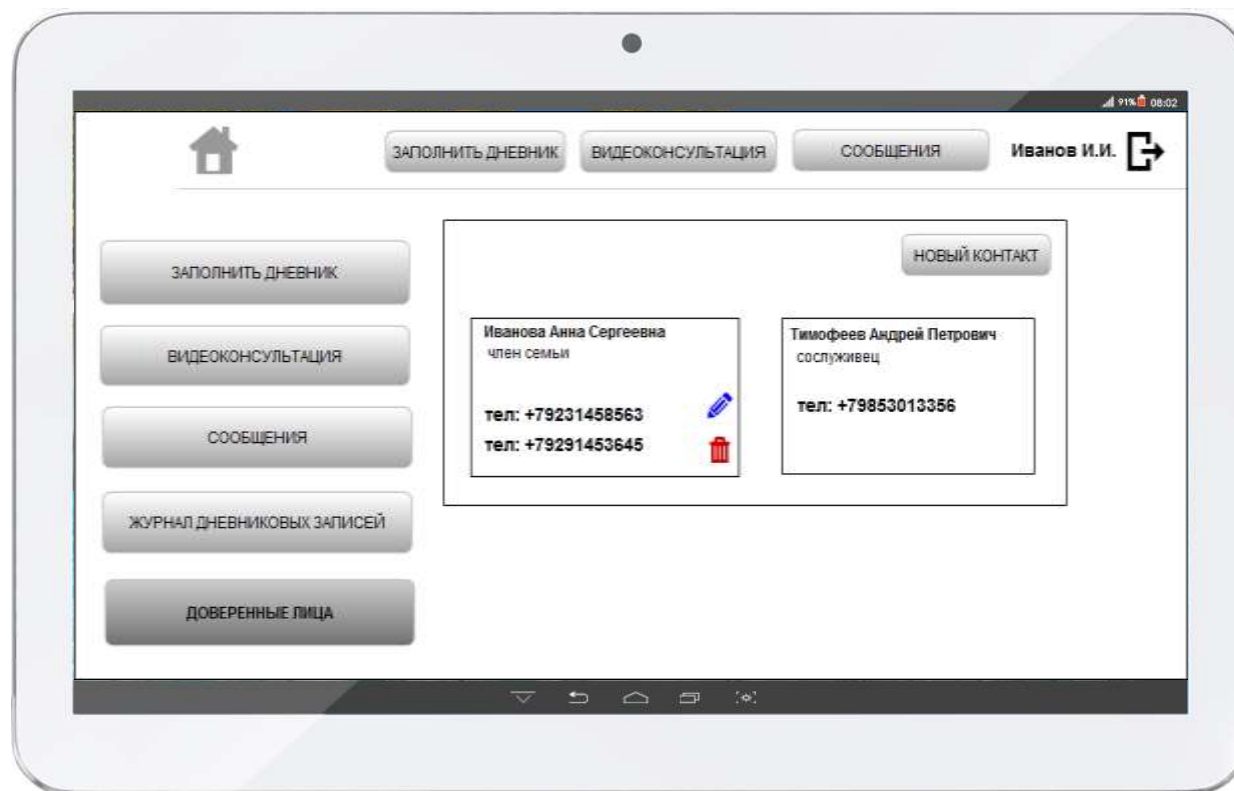 91% 08:02
ЗАПОЛНИТЬ ДНЕВНИК
ВИДЕОКОНСУЛЬТАЦИЯ
СООБЩЕНИЯ
Иванов И.И.
ЗАПОЛНИТЬ ДНЕВНИК
ВИДЕОКОНСУЛЬТАЦИЯ
СООБЩЕНИЯ
ЖУРНАЛ ДНЕВНИКОВЫХ ЗАПИСЕЙ
ДОВЕРЕННЫЕ ЛИЦА
НОВЫЙ КОНТАКТ
Иванова Анна Сергеевна
член семьи
тел: +79231458563
тел: +79291453645
Тимофеев Андрей Петрович
сослуживец
тел: +79853013356